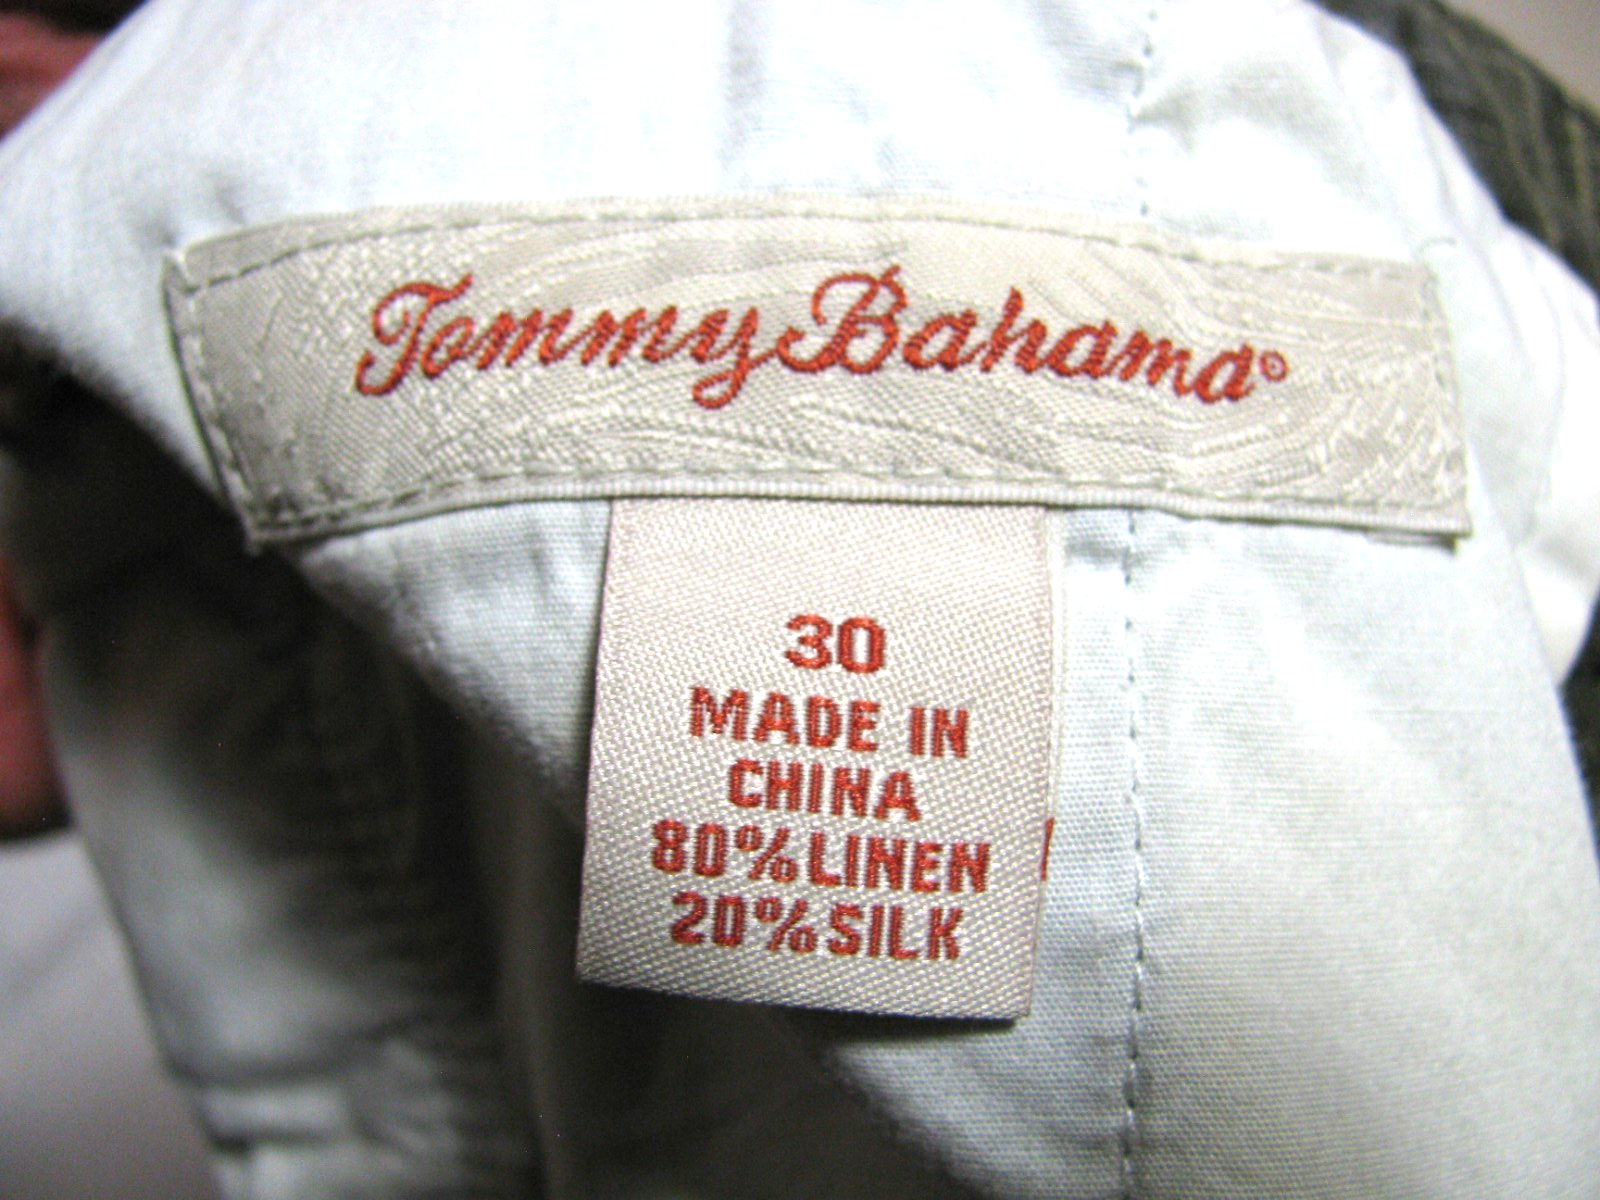 Tommy Bahama®
30
MADE IN
CHINA
80% LINEN
20% SILK